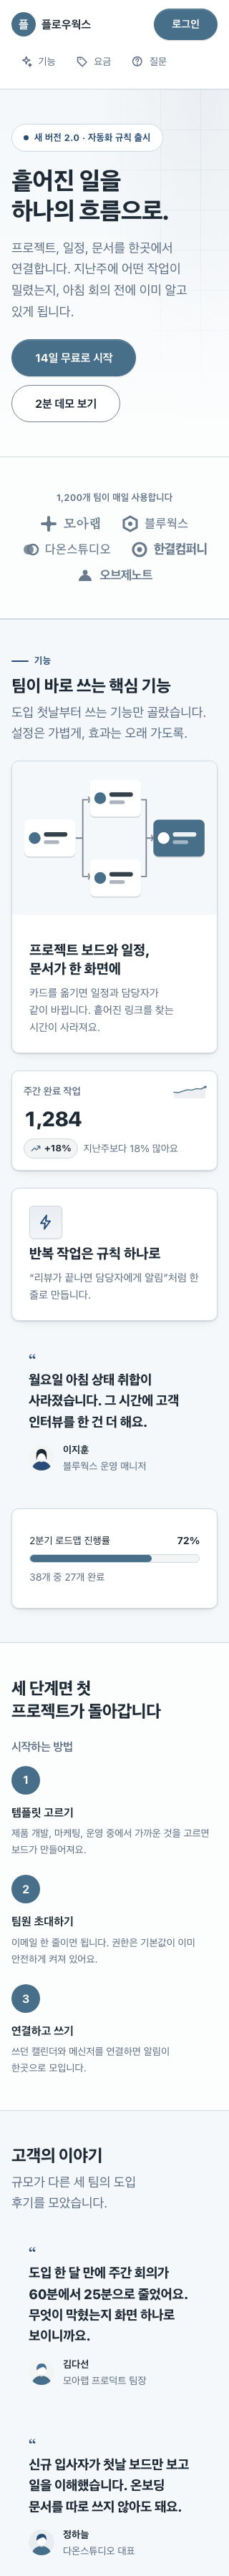 플 플로우웍스
로그인
기능
요금
질문
새 버전 2.0 · 자동화 규칙 출시
흩어진 일을
하나의 흐름으로.
프로젝트, 일정, 문서를 한곳에서
연결합니다. 지난주에 어떤 작업이
밀렸는지, 아침 회의 전에 이미 알고
있게 됩니다.
14일 무료로 시작
2분 데모 보기
1,200개 팀이 매일 사용합니다
모아랩
블루웍스
다온스튜디오
한결컴퍼니
오브제노트
기능
팀이 바로 쓰는 핵심 기능
도입 첫날부터 쓰는 기능만 골랐습니다.
설정은 가볍게, 효과는 오래 가도록.
프로젝트 보드와 일정,
문서가 한 화면에
카드를 옮기면 일정과 담당자가
같이 바뀝니다. 흩어진 링크를 찾는
시간이 사라져요.
주간 완료 작업
1,284
+18%
지난주보다 18% 많아요
반복 작업은 규칙 하나로
“리뷰가 끝나면 담당자에게 알림”처럼 한
줄로 만듭니다.
“
월요일 아침 상태 취합이
사라졌습니다. 그 시간에 고객
인터뷰를 한 건 더 해요.
이지훈
블루웍스 운영 매니저
2분기 로드맵 진행률
72%
38개 중 27개 완료
세 단계면 첫
프로젝트가 돌아갑니다
시작하는 방법
1
템플릿 고르기
제품 개발, 마케팅, 운영 중에서 가까운 것을 고르면
보드가 만들어져요.
2
팀원 초대하기
이메일 한 줄이면 됩니다. 권한은 기본값이 이미
안전하게 켜져 있어요.
3
연결하고 쓰기
쓰던 캘린더와 메신저를 연결하면 알림이
한곳으로 모입니다.
고객의 이야기
규모가 다른 세 팀의 도입
후기를 모았습니다.
“
도입 한 달 만에 주간 회의가
60분에서 25분으로 줄었어요.
무엇이 막혔는지 화면 하나로
보이니까요.
김다선
모아랩 프로덕트 팀장
“
신규 입사자가 첫날 보드만 보고
일을 이해했습니다. 온보딩
문서를 따로 쓰지 않아도 돼요.
정하늘
다온스튜디오 대표